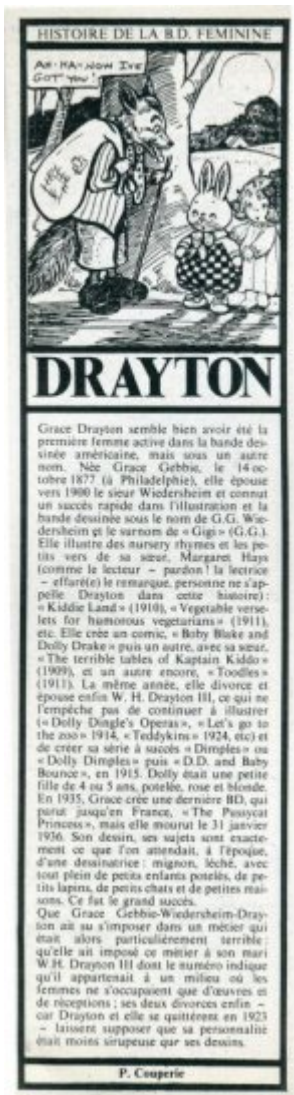 HISTOIRE DE LA B.D. FEMININE
AH-HA-NOW I'VE
GOT YOU!
DRAYTON
Grace Drayton semble bien avoir été la
première femme active dans la bande des-
sinée américaine, mais sous un autre
nom. Née Grace Gebbie, le 14 oc-
tobre 1877 (à Philadelphie), elle épouse
vers 1900 le sieur Wiedersheim et connut
un succès rapide dans l'illustration et la
bande dessinée sous le nom de G.G. Wie-
dersheim et le surnom de « Gigi » (G.G.).
Elle illustre des nursery rhymes et les pe-
tits vers de sa sœur, Margaret Hays
(comme le lecteur – pardon ! la lectrice
– effaré(e) le remarque, personne ne s'ap-
pelle Drayton dans cette histoire) :
« Kiddie Land » (1910), « Vegetable verse-
lets for humorous vegetarians » (1911),
etc. Elle crée un comic, « Boby Blake and
Dolly Drake » puis un autre, avec sa sœur,
« The terrible tables of Kaptain Kiddo »
(1909), et un autre encore, « Toodles »
(1911). La même année, elle divorce et
épouse enfin W. H. Drayton III, ce qui ne
l'empêche pas de continuer à illustrer
(« Dolly Dingle's Operas », « Let's go to
the zoo » 1914, « Teddykins » 1924, etc) et
de créer sa série à succès « Dimples » ou
« Dolly Dimples » puis « D.D. and Baby
Bounce », en 1915. Dolly était une petite
fille de 4 ou 5 ans, potelée, rose et blonde.
En 1935, Grace crée une dernière BD, qui
parut jusqu'en France, « The Pussycat
Princess », mais elle mourut le 31 janvier
1936. Son dessin, ses sujets sont exacte-
ment ce que l'on attendait, à l'époque,
d'une dessinatrice : mignon, léché, avec
tout plein de petits enfants potelés, de pe-
tits lapins, de petits chats et de petites mai-
sons. Ce fut le grand succès.
Que Grace Gebbie-Wiedersheim-Dray-
ton ait su s'imposer dans un métier qui
était alors particulièrement terrible ;
qu'elle ait imposé ce métier à son mari
W.H. Drayton III dont le numéro indique
qu'il appartenait à un milieu où les
femmes ne s'occupaient que d'œuvres et
de réceptions ; ses deux divorces enfin –
car Drayton et elle se quittèrent en 1923
– laissent supposer que sa personnalité
était moins sirupeuse que ses dessins.
P. Couperie